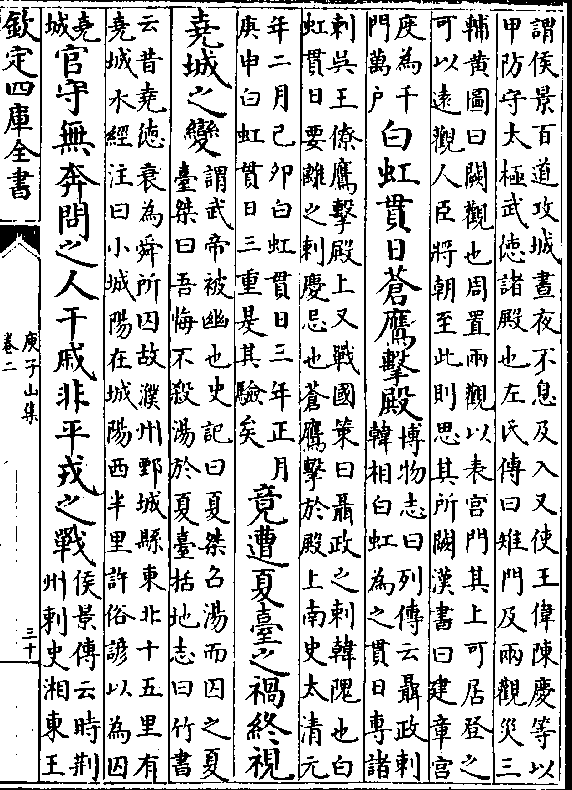 謂侯景百道攻城晝夜不息及入又使王偉陳慶等以
甲防守太極武徳諸殿也左氏傳曰雉門及兩觀災三
輔黄圖曰闕觀也周置兩觀以表宫門其上可居登之
可以逺觀人臣將朝至此則思其所闕漢書曰建章宫
度為千
門萬户
白虹貫日蒼鷹擊殿
博物志曰列傳云聶政刺
韓相白虹為之貫日專諸
刺吳王僚鷹擊殿上又戰國策曰聶政之刺韓隗也白
虹貫日要離之刺慶忌也蒼鷹擊於殿上南史太清元
年二月己卯白虹貫日三年正月
庚申白虹貫日三重是其驗矣
竟遭夏臺之禍終視
堯城之變
謂武帝被幽也史記曰夏桀召湯而囚之夏
臺桀曰吾悔不殺湯於夏臺括地志曰竹書
云昔堯徳衰為舜所囚故濮州鄄城縣東北十五里有
堯城水經注曰小城陽在城陽西半里許俗諺以為囚
堯
城
官守無奔問之人干戚非平戎之戰
侯景傳云時荆
州刺史湘東王
欽定四庫全書
庾子山集
卷二
三十